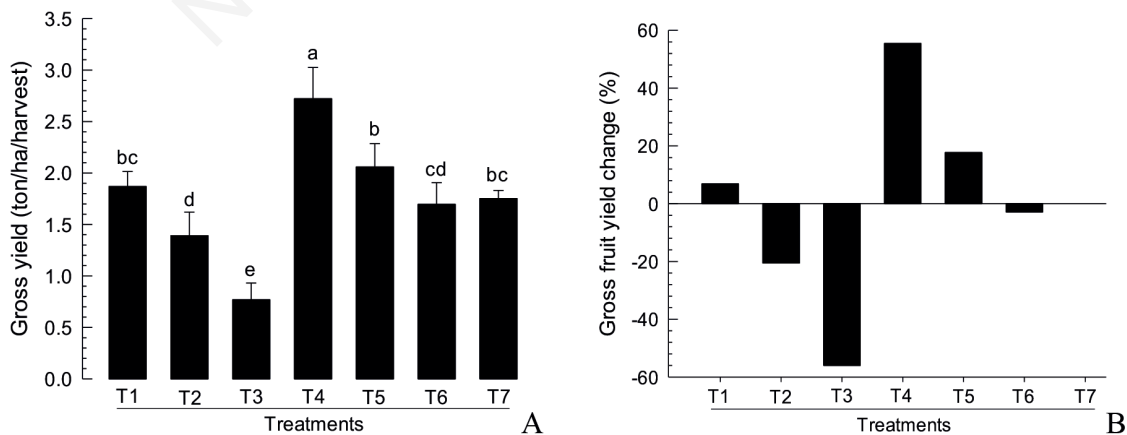 Gross yield (ton/ha/harvest)
3.5
3.0
2.5
2.0
1.5
1.0
0.5
0.0
bc
d
e
a
b
cd
bc
T1 T2 T3 T4 T5 T6 T7
Treatments
A
Gross fruit yield change (%)
60
40
20
0
-20
-40
-60
T1 T2 T3 T4 T5 T6 T7
Treatments
B